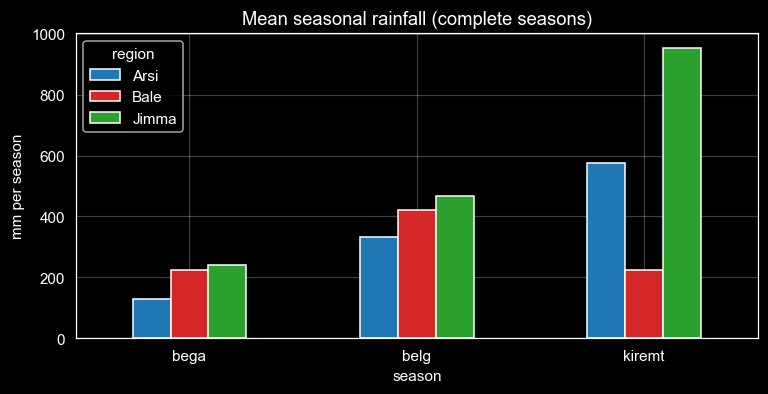 Mean seasonal rainfall (complete seasons)
1000
800
600
400
200
0
mm per season
region
Arsi
Bale
Jimma
bega
belg
kiremt
season